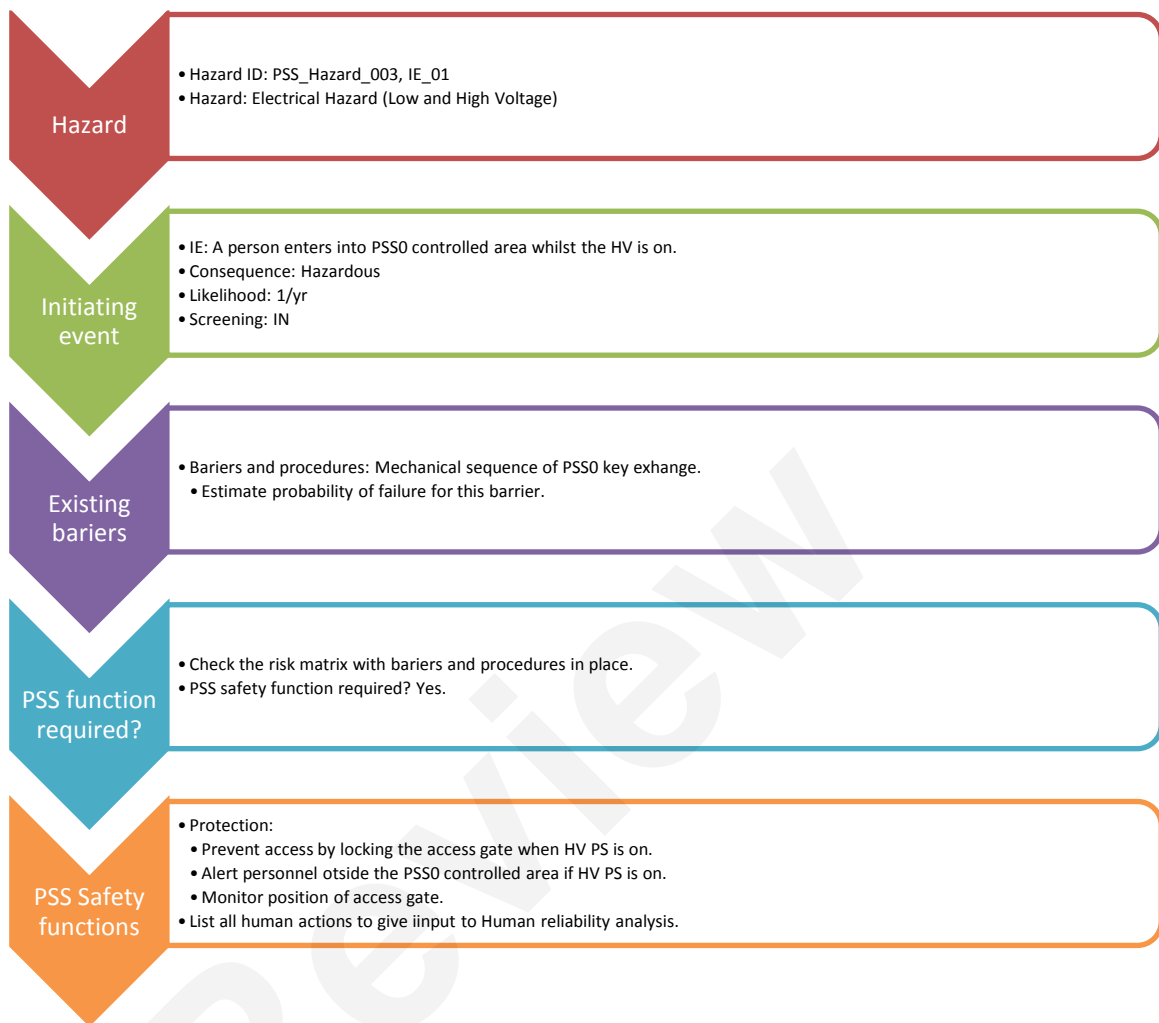 Hazard
• Hazard ID: PSS_Hazard_003, IE_01
• Hazard: Electrical Hazard (Low and High Voltage)
Initiating
event
• IE: A person enters into PSS0 controlled area whilst the HV is on.
• Consequence: Hazardous
• Likelihood: 1/yr
• Screening: IN
Existing
bariers
• Bariers and procedures: Mechanical sequence of PSS0 key exhange.
• Estimate probability of failure for this barrier.
PSS function
required?
• Check the risk matrix with bariers and procedures in place.
• PSS safety function required? Yes.
PSS Safety
functions
• Protection:
• Prevent access by locking the access gate when HV PS is on.
• Alert personnel otside the PSS0 controlled area if HV PS is on.
• Monitor position of access gate.
• List all human actions to give iinput to Human reliability analysis.
Review